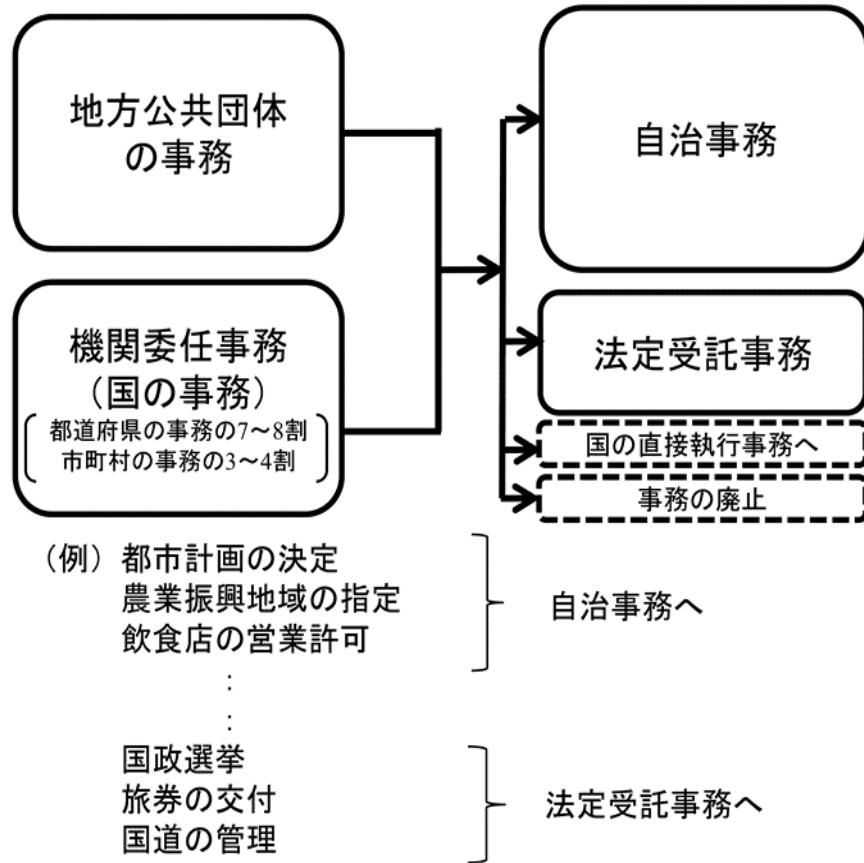 地方公共団体
の事務
自治事務
機関委任事務
(国の事務)
都道府県の事務の7～8割
市町村の事務の3～4割
法定受託事務
国の直接執行事務へ
事務の廃止
(例) 都市計画の決定
農業振興地域の指定
飲食店の営業許可
自治事務へ
:
:
国政選挙
旅券の交付
国道の管理
法定受託事務へ